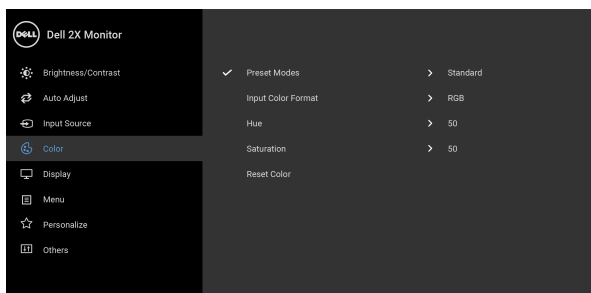 DELL Dell 2X Monitor
Brightness/Contrast Preset Modes Standard
Auto Adjust Input Color Format RGB
Input Source Hue 50
Color Saturation 50
Display Reset Color
Menu
Personalize
Others